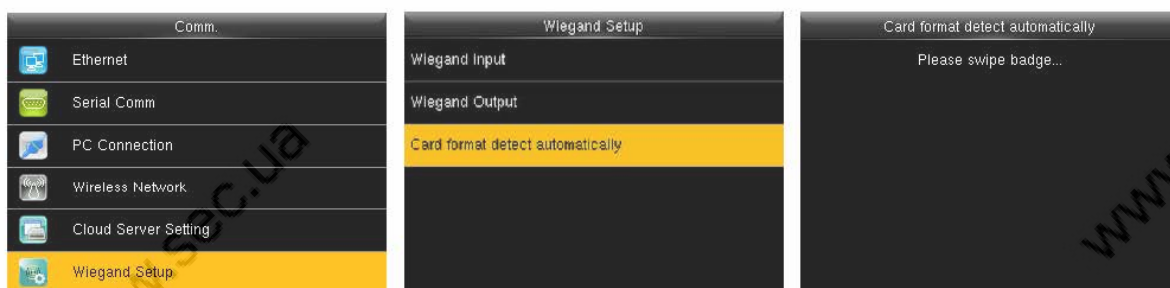 Comm.
Ethernet
Serial Comm
PC Connection
Wireless Network
Cloud Server Setting
Wiegand Setup
Wiegand Setup
Wiegand Input
Wiegand Output
Card format detect automatically
Card format detect automatically
Please swipe badge...
sec.ua
www